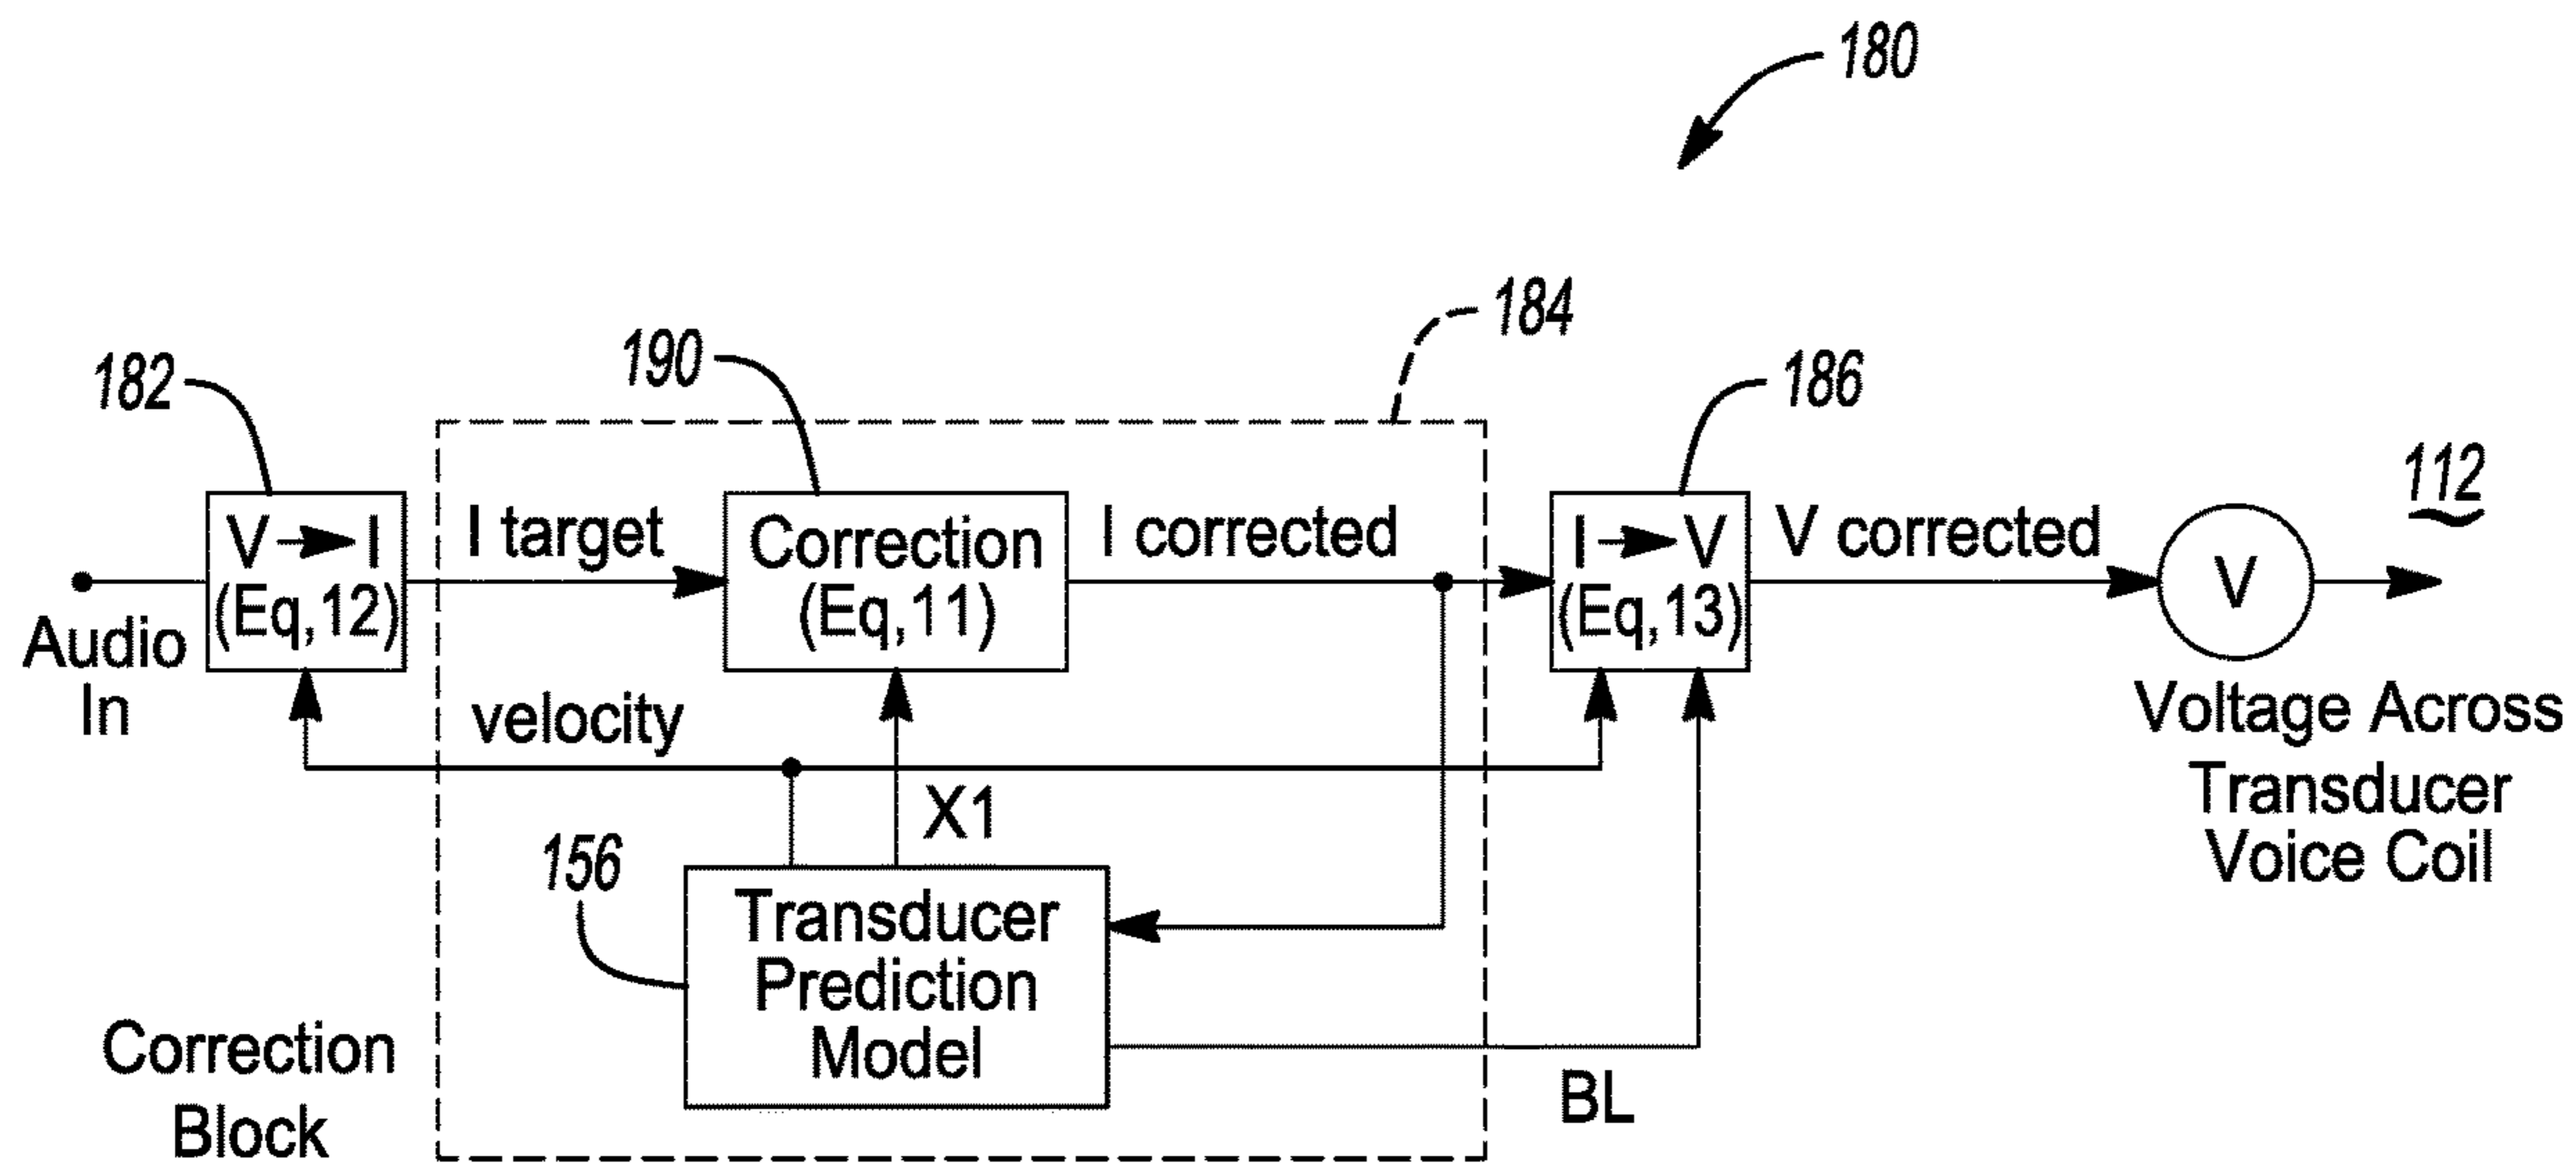 180
184
190
182
186
112
V → I
(Eq,12)
I target
Correction
(Eq,11)
I corrected
I → V
(Eq,13)
V corrected
V
Audio
In
velocity
X1
Voltage Across
Transducer
Voice Coil
156
Transducer
Prediction
Model
BL
Correction
Block